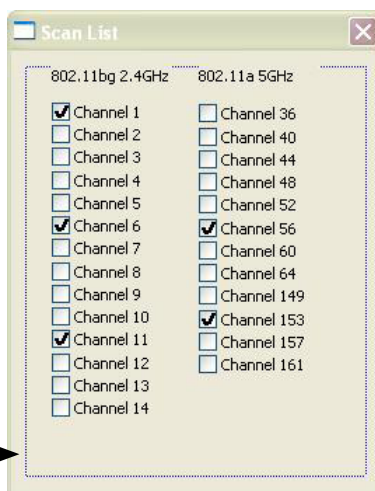 Scan List
802.11bg 2.4GHz
802.11a 5GHz
Channel 1
Channel 2
Channel 3
Channel 4
Channel 5
Channel 6
Channel 7
Channel 8
Channel 9
Channel 10
Channel 11
Channel 12
Channel 13
Channel 14
Channel 36
Channel 40
Channel 44
Channel 48
Channel 52
Channel 56
Channel 60
Channel 64
Channel 149
Channel 153
Channel 157
Channel 161